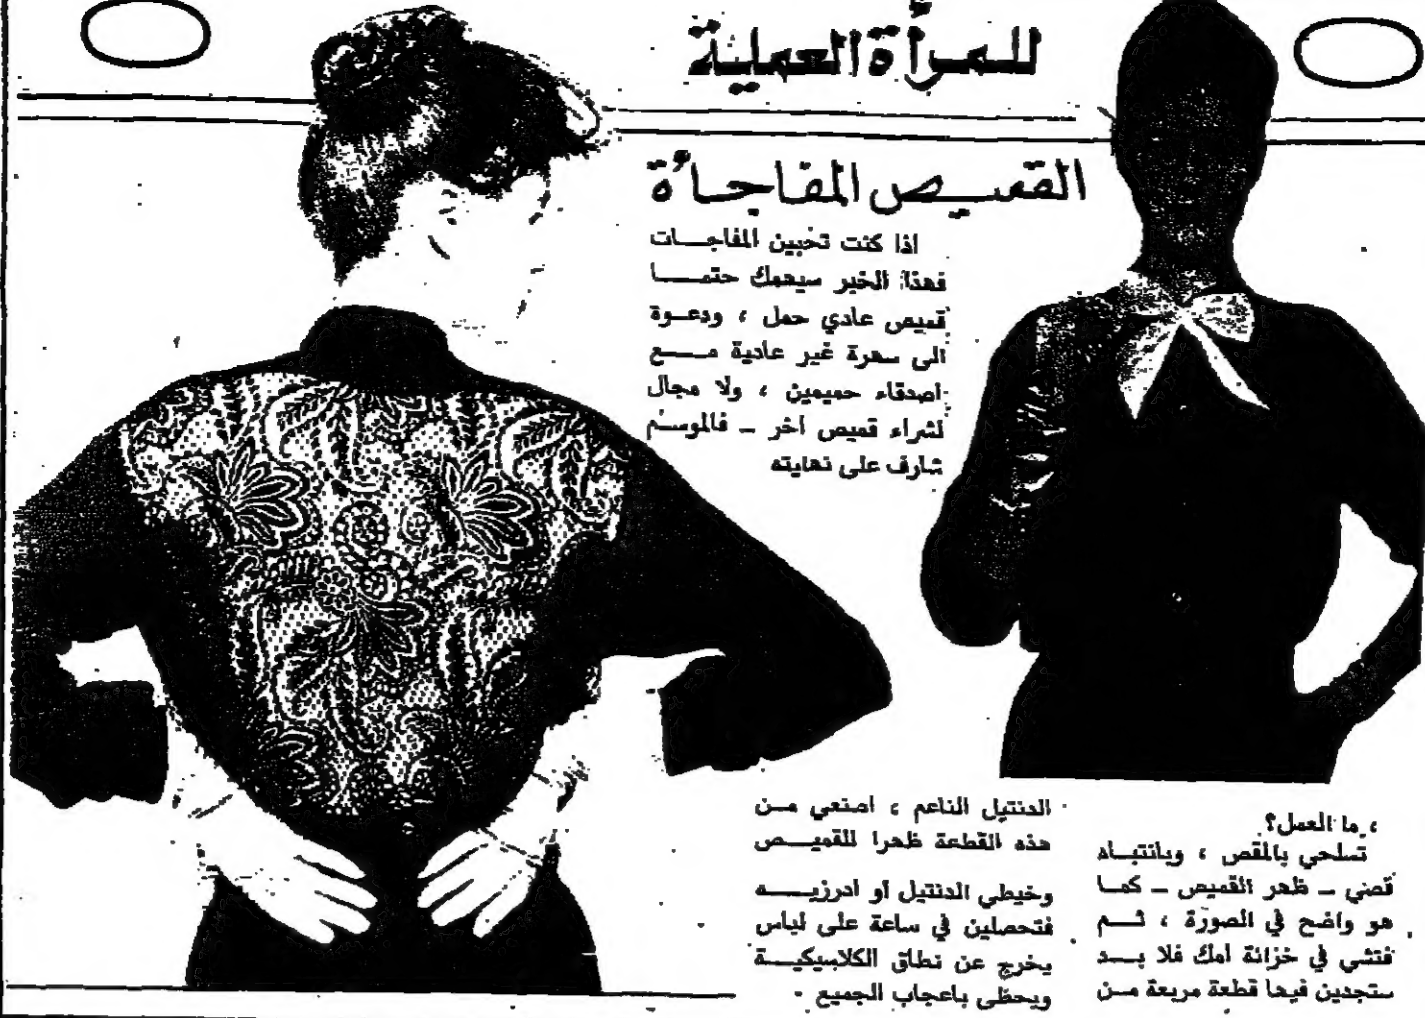 للمرأة العملية
القميص المفاجأة
اذا كنت تحبين المفاجات
فهذا الخبر سيهمك حتما
قميص عادي حمل ، ودعوة
الى سهرة غير عادية مع
اصدقاء حميمين ، ولا مجال
لشراء قميص اخر – فالموسم
شارف على نهايته
، ما العمل؟
تسلحي بالمقص ، وبانتباه
قصي – ظهر القميص – كما
هو واضح في الصورة ، ثم
فتشي في خزانة امك فلا بد
ستجدين فيها قطعة مربعة من
الدنتيل الناعم ، اصنعي من
هذه القطعة ظهرا للقميص
وخيطي الدنتيل او ادرزيه
فتحصلين في ساعة على لباس
يخرج عن نطاق الكلاسيكية
ويحظى باعجاب الجميع .